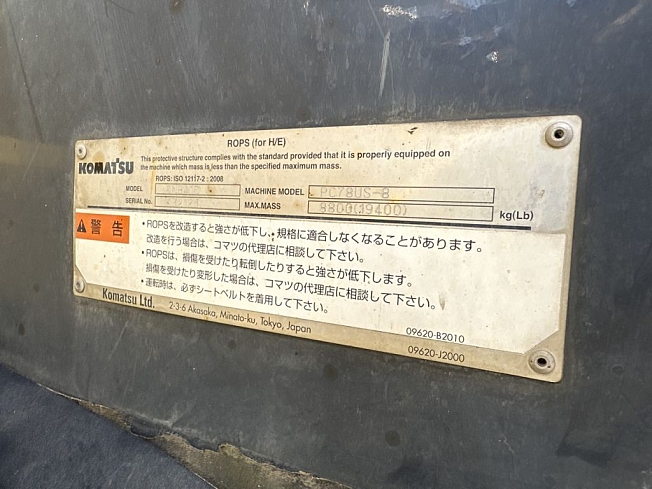 ROPS (for H/E)
KOMATSU
This protective structure complies with the standard provided that it is properly equipped on
the machine which mass is less than the specified maximum mass.
ROPS: ISO 12117-2 : 2008
MODEL
MACHINE MODEL PC78US-8
SERIAL No.
MAX.MASS 8800(19400) kg(Lb)
警告
・ROPSを改造すると強さが低下し、規格に適合しなくなることがあります。
改造を行う場合は、コマツの代理店に相談して下さい。
・ROPSは、損傷を受けたり転倒したりすると強さが低下します。
損傷を受けたり変形した場合は、コマツの代理店に相談して下さい。
・運転時は、必ずシートベルトを着用して下さい。
Komatsu Ltd. 2-3-6 Akasaka, Minato-ku, Tokyo, Japan
09620-B2010
09620-J2000